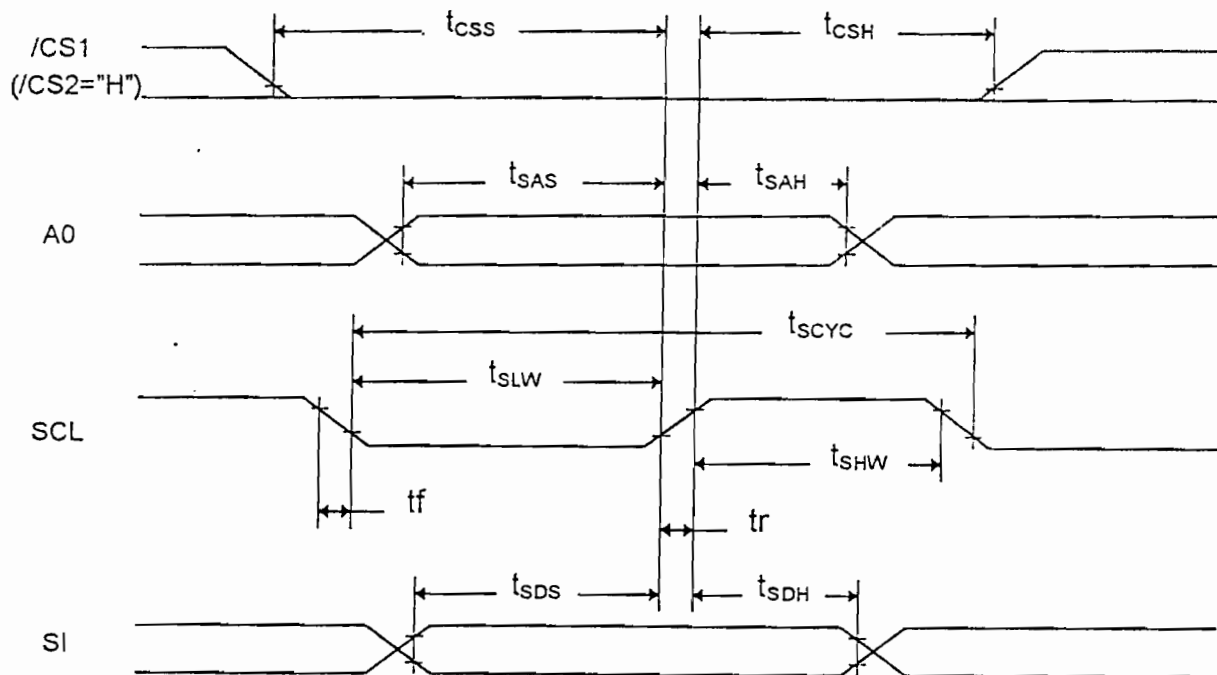 tCSS
tCSH
/CS1
(/CS2="H")
tSAS
tSAH
A0
tSCYC
tSLW
SCL
tSHW
tf
tr
tSDS
tSDH
SI